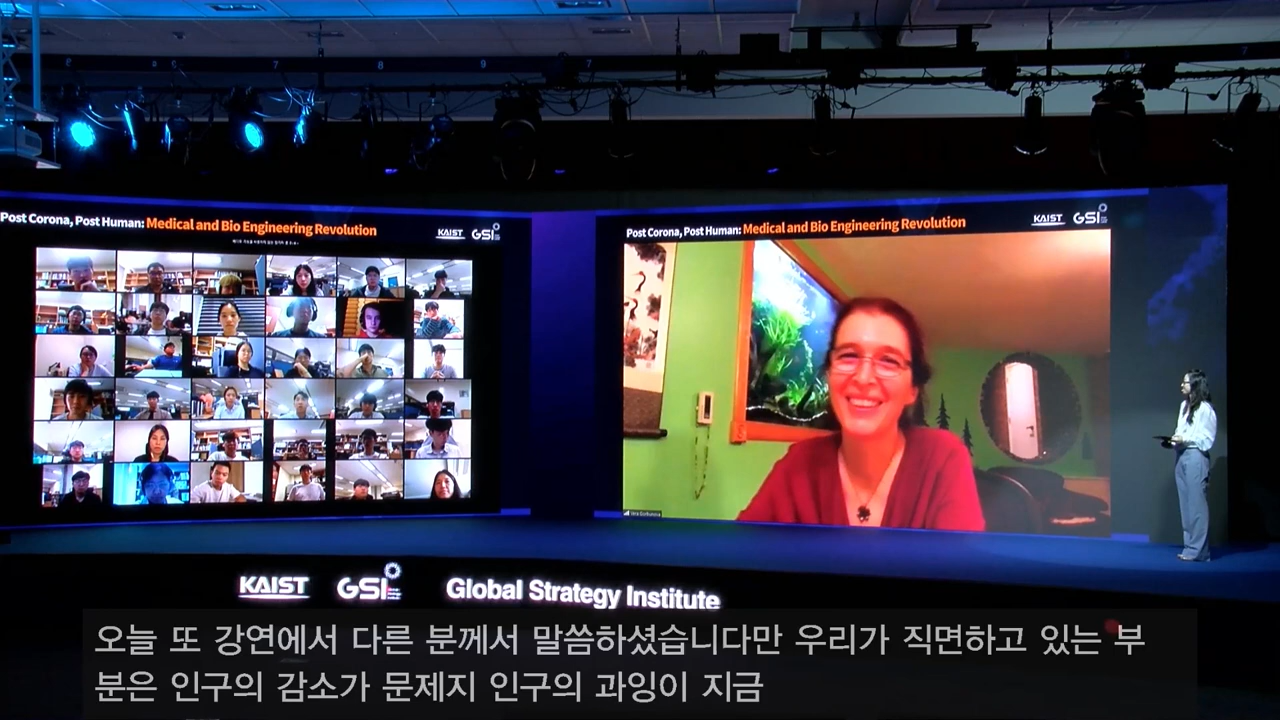 Post Corona, Post Human: Medical and Bio Engineering Revolution
KAIST GSI
Post Corona, Post Human: Medical and Bio Engineering Revolution
KAIST GSI
KAIST GSI Global Strategy Institute
오늘 또 강연에서 다른 분께서 말씀하셨습니다만 우리가 직면하고 있는 부
분은 인구의 감소가 문제지 인구의 과잉이 지금